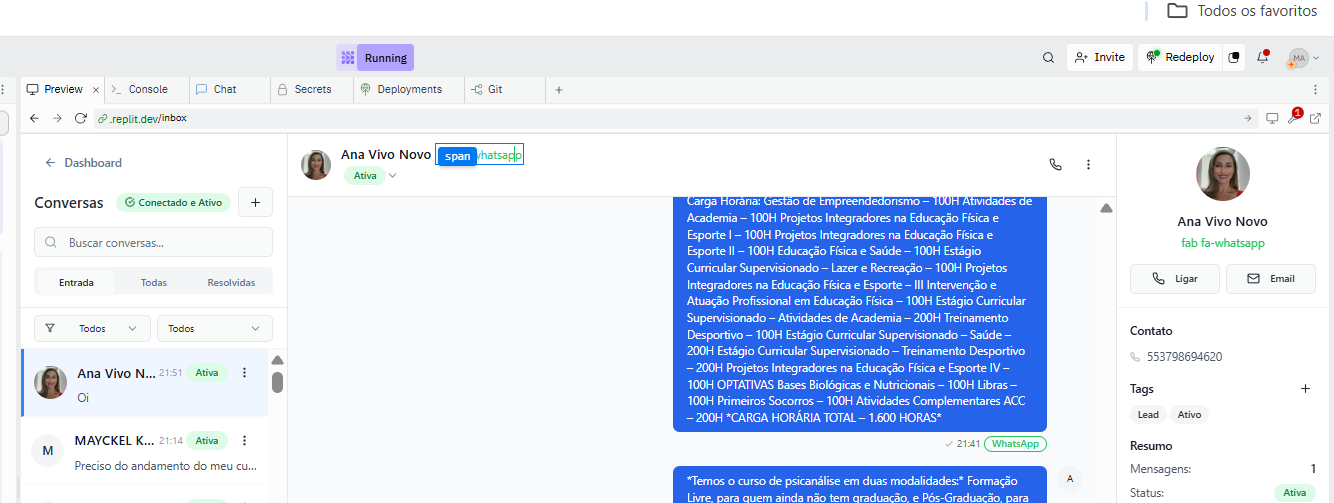 Todos os favoritos
Running
Invite
Redeploy
MA
Preview
Console
Chat
Secrets
Deployments
Git
.replit.dev/inbox
1
Dashboard
Conversas
Conectado e Ativo
Buscar conversas...
Entrada
Todas
Resolvidas
Todos
Todos
Ana Vivo N...
21:51
Ativa
Oi
M
MAYCKEL K...
21:14
Ativa
Preciso do andamento do meu cu...
Ana Vivo Novo
span
whatsapp
Ativa
Carga Horária: Gestão de Empreendedorismo – 100H Atividades de
Academia – 100H Projetos Integradores na Educação Física e
Esporte I – 100H Projetos Integradores na Educação Física e
Esporte II – 100H Educação Física e Saúde – 100H Estágio
Curricular Supervisionado – Lazer e Recreação – 100H Projetos
Integradores na Educação Física e Esporte – III Intervenção e
Atuação Profissional em Educação Física – 100H Estágio Curricular
Supervisionado – Atividades de Academia – 200H Treinamento
Desportivo – 100H Estágio Curricular Supervisionado – Saúde –
200H Estágio Curricular Supervisionado – Treinamento Desportivo
– 200H Projetos Integradores na Educação Física e Esporte IV –
100H OPTATIVAS Bases Biológicas e Nutricionais – 100H Libras –
100H Primeiros Socorros – 100H Atividades Complementares ACC
– 200H *CARGA HORÁRIA TOTAL – 1.600 HORAS*
21:41
WhatsApp
*Temos o curso de psicanálise em duas modalidades:* Formação
Livre, para quem ainda não tem graduação, e Pós-Graduação, para
A
Ana Vivo Novo
fab fa-whatsapp
Ligar
Email
Contato
553798694620
Tags
Lead
Ativo
Resumo
Mensagens:
1
Status:
Ativa